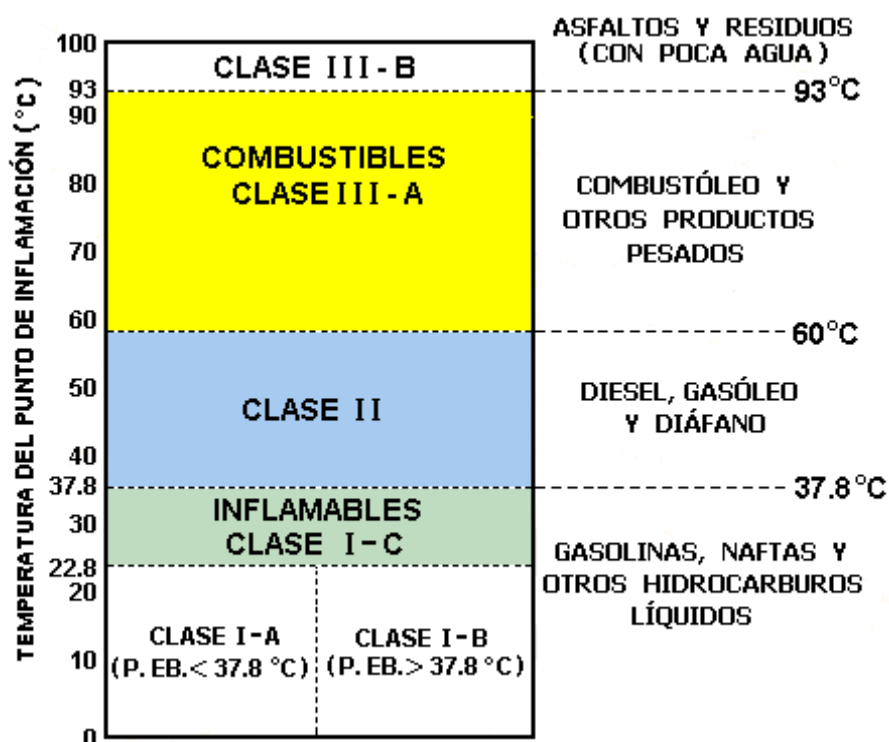 ASFALTOS Y RESIDUOS
(CON POCA AGUA)
TEMPERATURA DEL PUNTO DE INFLAMACIÓN (°C)
100
93
90
80
70
60
50
40
37.8
30
22.8
20
10
0
CLASE III-B
93°C
COMBUSTIBLES
CLASE III-A
COMBUSTÓLEO Y
OTROS PRODUCTOS
PESADOS
60°C
CLASE II
DIESEL, GASÓLEO
Y DIÁFANO
37.8°C
INFLAMABLES
CLASE I-C
GASOLINAS, NAFTAS Y
OTROS HIDROCARBUROS
LÍQUIDOS
CLASE I-A
(P. EB.< 37.8 °C)
CLASE I-B
(P. EB.> 37.8 °C)